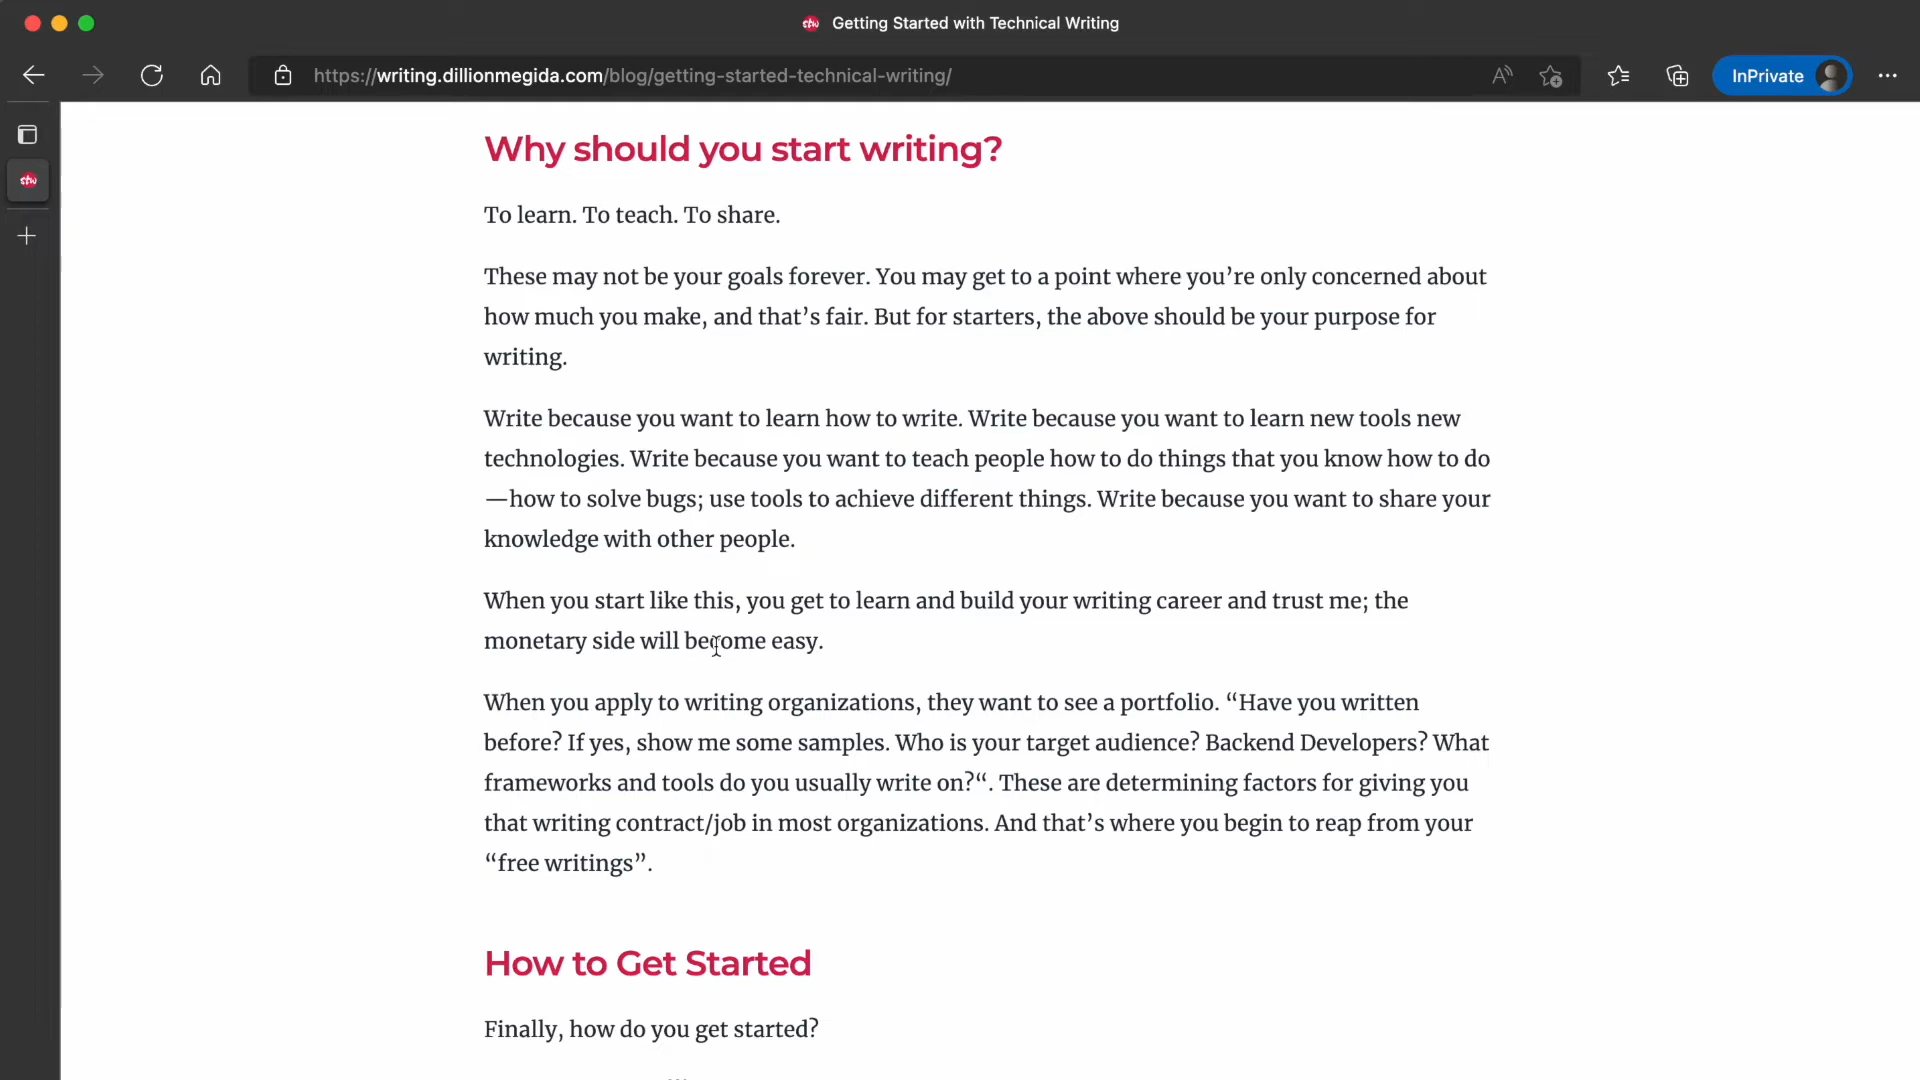 Getting Started with Technical Writing
https://writing.dillionmegida.com/blog/getting-started-technical-writing/
InPrivate
Why should you start writing?
To learn. To teach. To share.
These may not be your goals forever. You may get to a point where you’re only concerned about
how much you make, and that’s fair. But for starters, the above should be your purpose for
writing.
Write because you want to learn how to write. Write because you want to learn new tools new
technologies. Write because you want to teach people how to do things that you know how to do
—how to solve bugs; use tools to achieve different things. Write because you want to share your
knowledge with other people.
When you start like this, you get to learn and build your writing career and trust me; the
monetary side will become easy.
When you apply to writing organizations, they want to see a portfolio. “Have you written
before? If yes, show me some samples. Who is your target audience? Backend Developers? What
frameworks and tools do you usually write on?“. These are determining factors for giving you
that writing contract/job in most organizations. And that’s where you begin to reap from your
“free writings”.
How to Get Started
Finally, how do you get started?